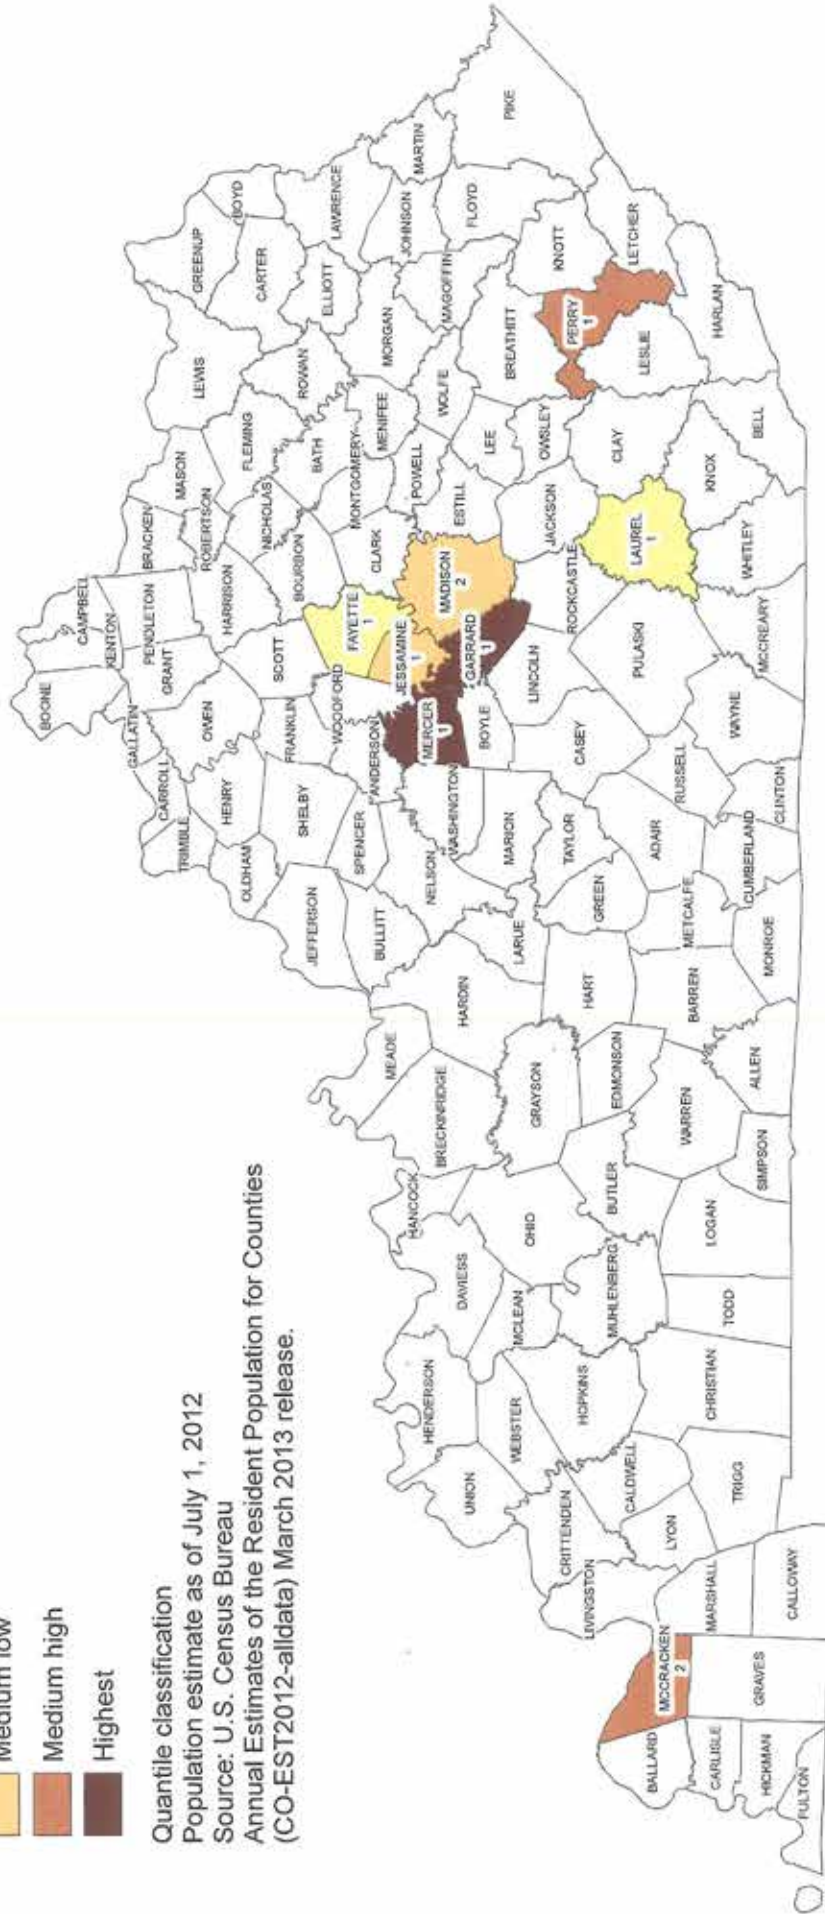 Medium low
Medium high
Highest
Quantile classification
Population estimate as of July 1, 2012
Source: U.S. Census Bureau
Annual Estimates of the Resident Population for Counties
(CO-EST2012-alldata) March 2013 release.
BOONE
CAMPBELL
KENTON
GALLATIN
GRANT
PENDLETON
BRACKEN
MASON
LEWIS
GREENUP
BOYD
CARTER
TRIMBLE
CARROLL
OWEN
HARRISON
ROBERTSON
FLEMING
ROWAN
ELLIOTT
LAWRENCE
OLDHAM
HENRY
SCOTT
NICHOLAS
BATH
JEFFERSON
SHELBY
FRANKLIN
BOURBON
MONTGOMERY
MENIFEE
MORGAN
JOHNSON
MARTIN
BULLITT
SPENCER
ANDERSON
WOODFORD
FAYETTE
1
CLARK
POWELL
WOLFE
MAGOFFIN
FLOYD
PIKE
MEADE
BRECKINRIDGE
HANCOCK
HARDIN
NELSON
WASHINGTON
MERCER
1
JESSAMINE
1
MADISON
2
ESTILL
LEE
BREATHITT
KNOTT
HENDERSON
DAVIESS
UNION
WEBSTER
MCLEAN
OHIO
GRAYSON
LARUE
MARION
BOYLE
GARRARD
1
LINCOLN
ROCKCASTLE
JACKSON
OWSLEY
PERRY
1
LETCHER
CRITTENDEN
HOPKINS
MUHLENBERG
BUTLER
EDMONSON
HART
GREEN
TAYLOR
CASEY
PULASKI
LAUREL
1
CLAY
LESLIE
HARLAN
LIVINGSTON
CALDWELL
LYON
MCCRACKEN
2
BALLARD
CARLISLE
GRAVES
MARSHALL
TRIGG
CHRISTIAN
TODD
LOGAN
WARREN
BARREN
METCALFE
ADAIR
RUSSELL
WAYNE
MCCREARY
WHITLEY
KNOX
BELL
HICKMAN
FULTON
CALLOWAY
SIMPSON
ALLEN
MONROE
CUMBERLAND
CLINTON